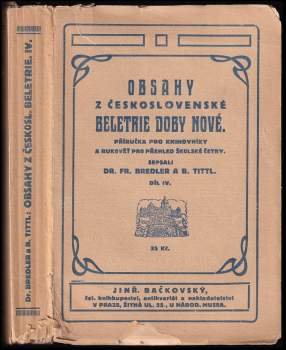 Dr. BREDLER A B. TITTL: OBSAHY Z ČESKOSL. BELETRIE. IV.
OBSAHY
Z ČESKOSLOVENSKÉ
BELETRIE DOBY NOVÉ.
PŘÍRUČKA PRO KNIHOVNÍKY
A RUKOVĚŤ PRO PŘEHLED ŠKOLSKÉ ČETBY.
SEPSALI
DR. FR. BREDLER A B. TITTL.
DÍL IV.
25 Kč.
JINŘ. BAČKOVSKÝ,
knihkupectví, antikvariát a nakladatelství
V PRAZE, ŽITNÁ UL. 25., U NÁROD. MUSEA.